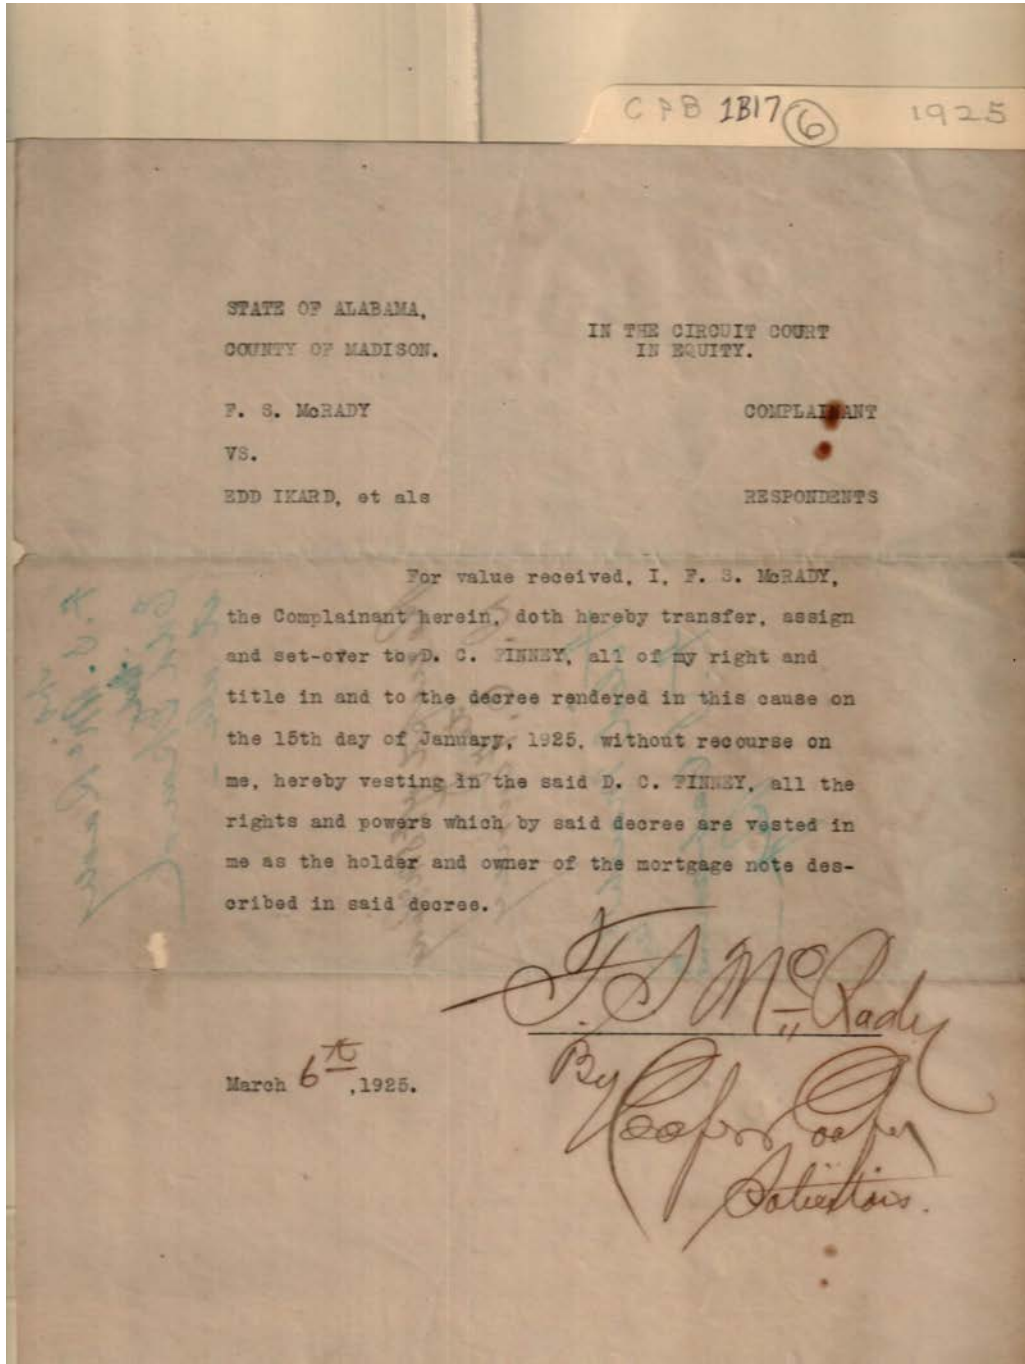 CPB 1B17 6 1925
STATE OF ALABAMA,
COUNTY OF MADISON.
IN THE CIRCUIT COURT
IN EQUITY.
F. S. McRADY COMPLAINANT
VS.
EDD IKARD, et als RESPONDENTS
For value received, I, F. S. McRADY,
the Complainant herein, doth hereby transfer, assign
and set-over to D. C. FINNEY, all of my right and
title in and to the decree rendered in this cause on
the 15th day of January, 1925, without recourse on
me, hereby vesting in the said D. C. FINNEY, all the
rights and powers which by said decree are vested in
me as the holder and owner of the mortgage note des-
cribed in said decree.
F. S. McRady
March 6th, 1925.
By Cooper & Cooper
Solicitors.